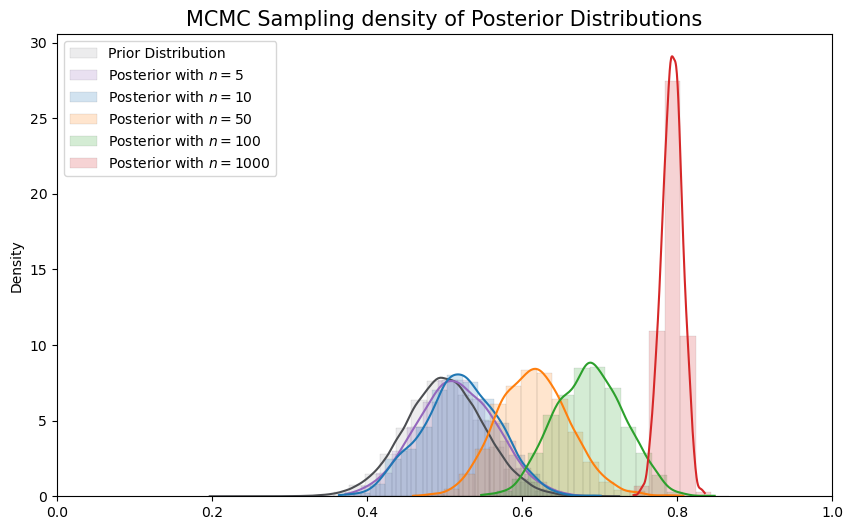 MCMC Sampling density of Posterior Distributions
30
25
20
15
10
5
0
Density
Prior Distribution
Posterior with n = 5
Posterior with n = 10
Posterior with n = 50
Posterior with n = 100
Posterior with n = 1000
0.0 0.2 0.4 0.6 0.8 1.0